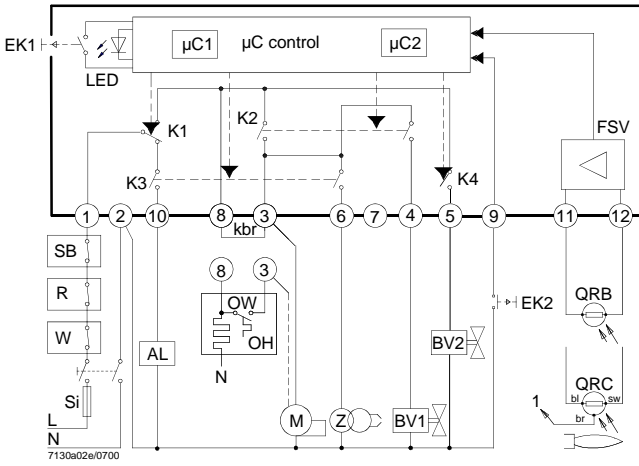 EK1
LED
µC1
µC control
µC2
FSV
K1
K2
K3
K4
1
2
10
8
3
6
7
4
5
9
11
12
kbr
SB
R
W
Si
L
N
7130a02e/0700
AL
8
3
OW
OH
N
M
Z
BV1
BV2
EK2
QRB
QRC
bl
sw
br
1